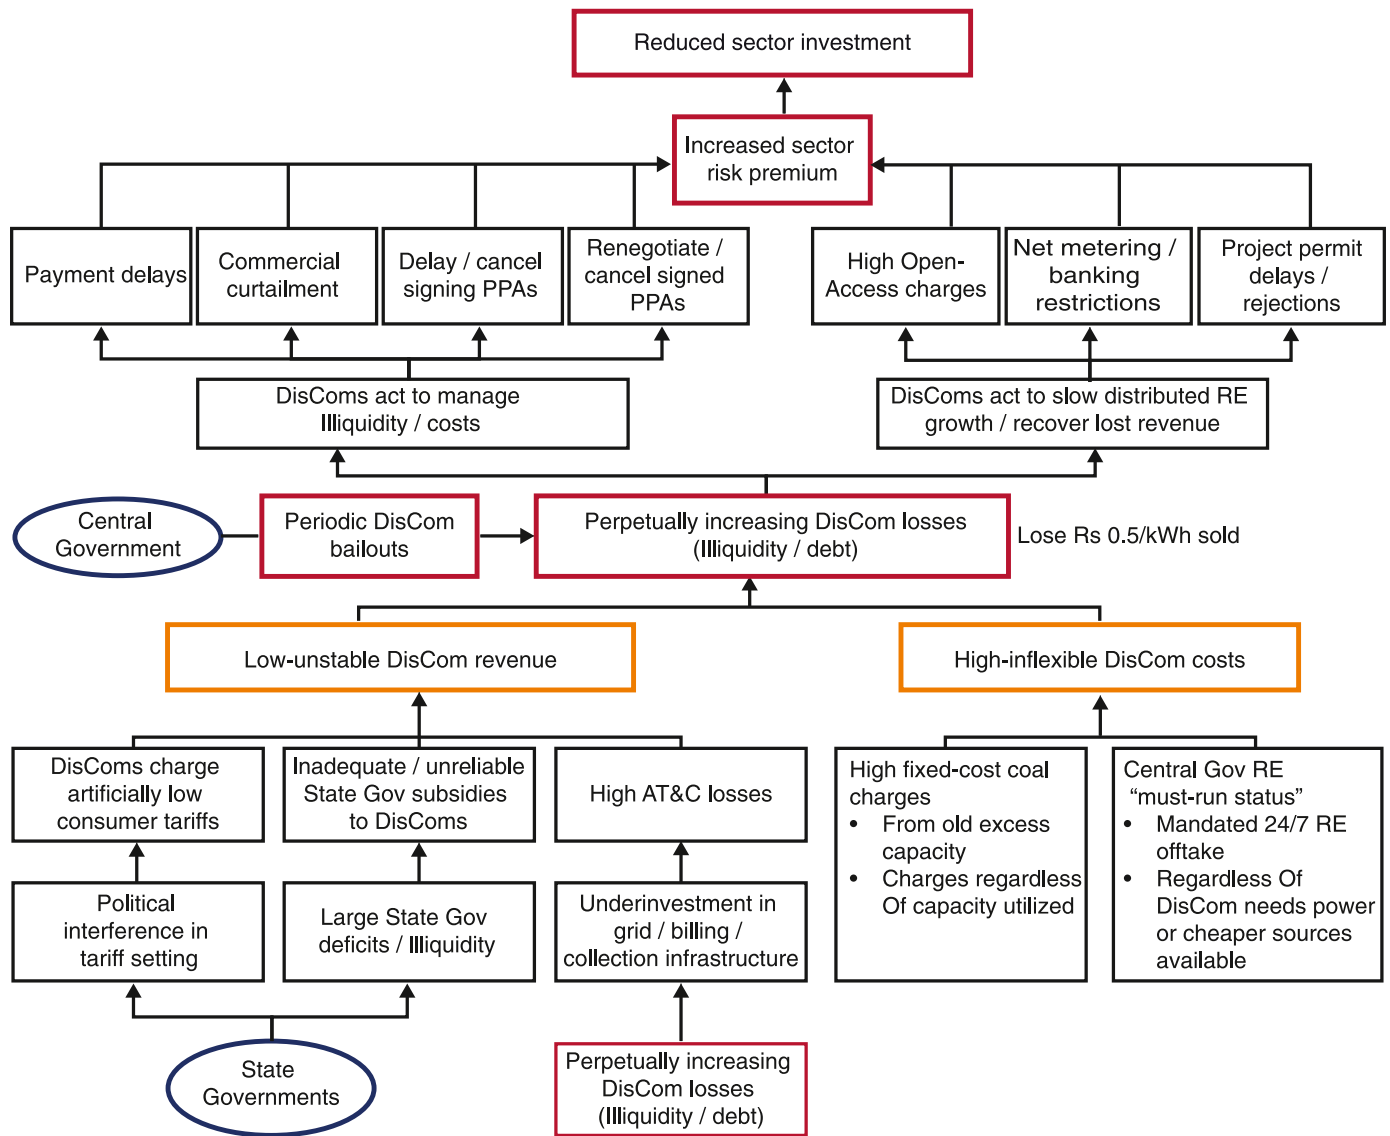 Reduced sector investment
Increased sector
risk premium
Payment delays
Commercial
curtailment
Delay / cancel
signing PPAs
Renegotiate /
cancel signed
PPAs
High Open-
Access charges
Net metering /
banking
restrictions
Project permit
delays /
rejections
DisComs act to manage
Illiquidity / costs
DisComs act to slow distributed RE
growth / recover lost revenue
Central
Government
Periodic DisCom
bailouts
Perpetually increasing DisCom losses
(Illiquidity / debt)
Lose Rs 0.5/kWh sold
Low-unstable DisCom revenue
High-inflexible DisCom costs
DisComs charge
artificially low
consumer tariffs
Inadequate / unreliable
State Gov subsidies
to DisComs
High AT&C losses
High fixed-cost coal
charges
• From old excess
capacity
• Charges regardless
Of capacity utilized
Central Gov RE
“must-run status”
• Mandated 24/7 RE
offtake
• Regardless Of
DisCom needs power
or cheaper sources
available
Political
interference in
tariff setting
Large State Gov
deficits / Illiquidity
Underinvestment in
grid / billing /
collection infrastructure
State
Governments
Perpetually increasing
DisCom losses
(Illiquidity / debt)